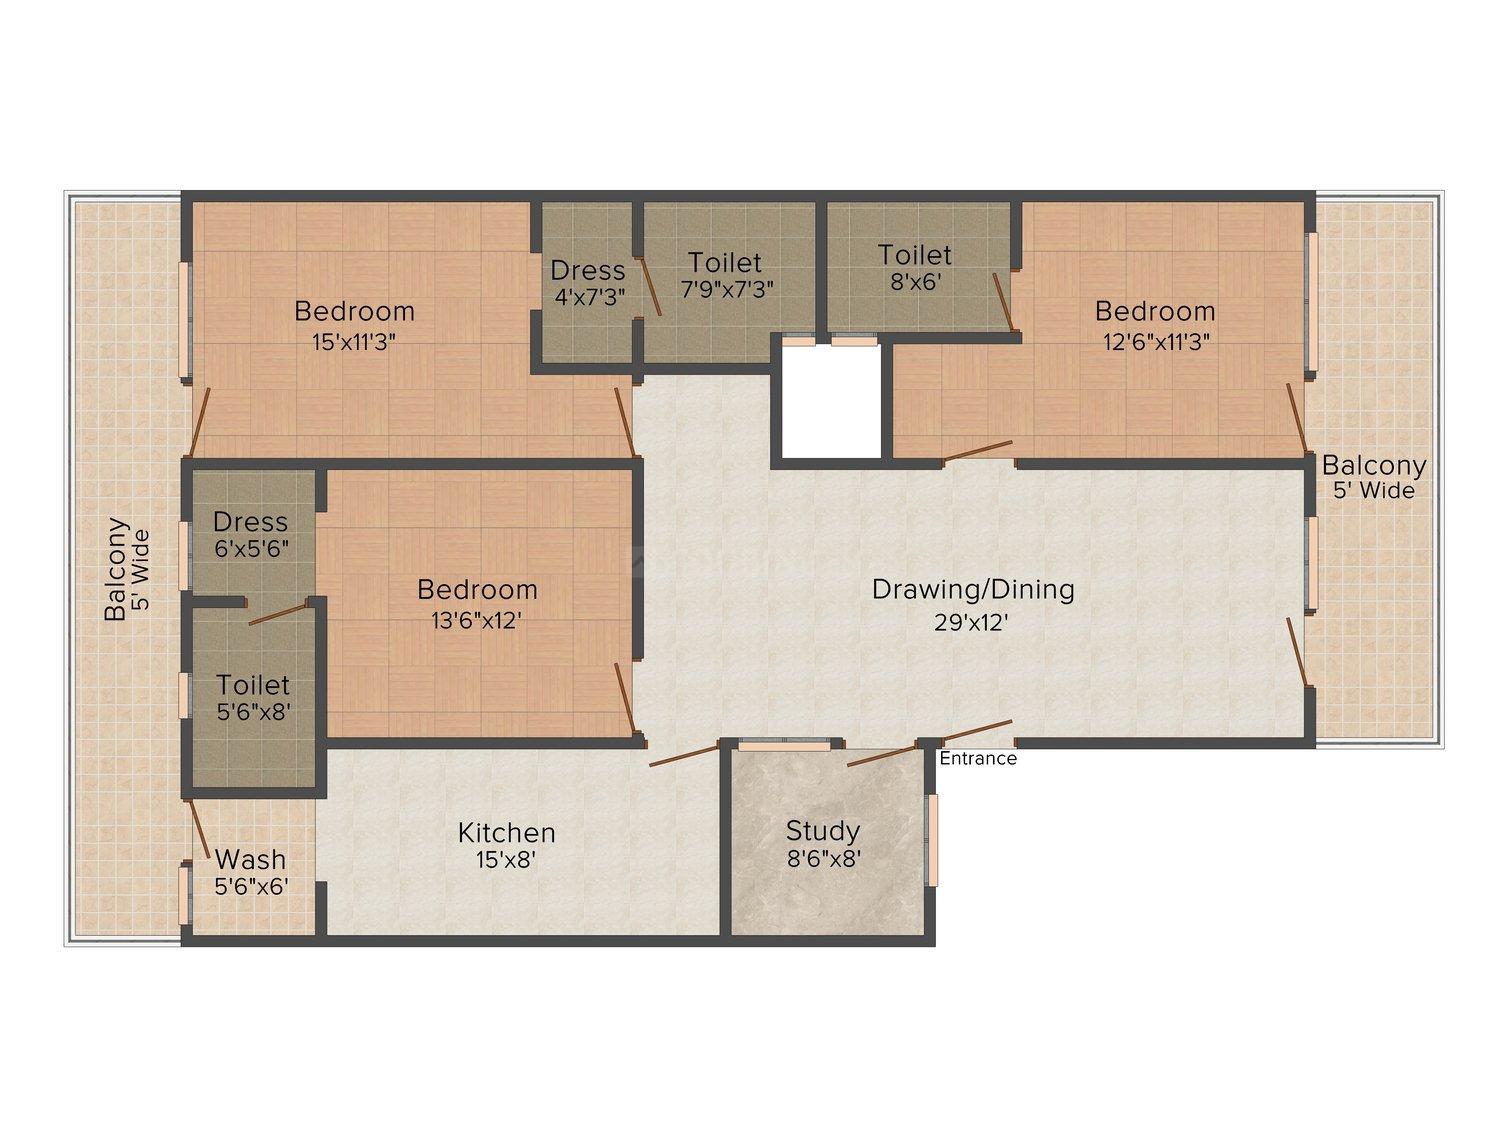 Bedroom
15'x11'3"
Dress
4'x7'3"
Toilet
7'9"x7'3"
Toilet
8'x6'
Bedroom
12'6"x11'3"
Balcony
5' Wide
Dress
6'x5'6"
Bedroom
13'6"x12'
Drawing/Dining
29'x12'
Balcony
5' Wide
Toilet
5'6"x8'
Entrance
Kitchen
15'x8'
Study
8'6"x8'
Wash
5'6"x6'